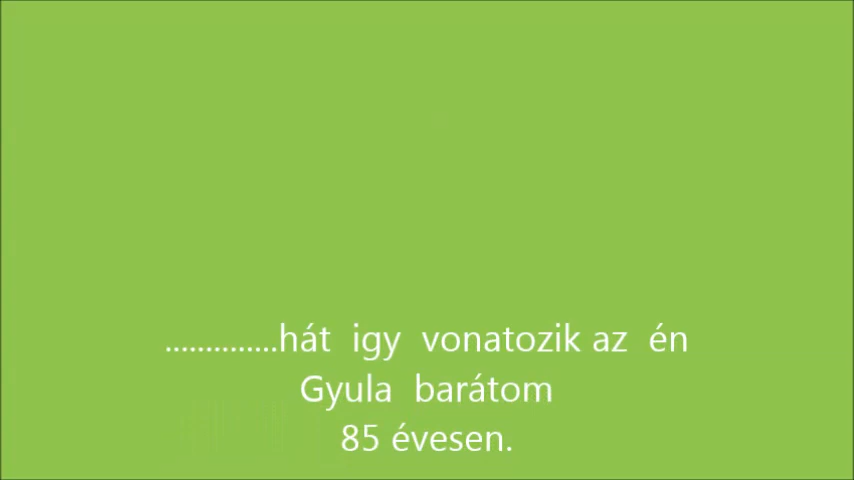 ..............hát igy vonatozik az én
Gyula barátom
85 évesen.